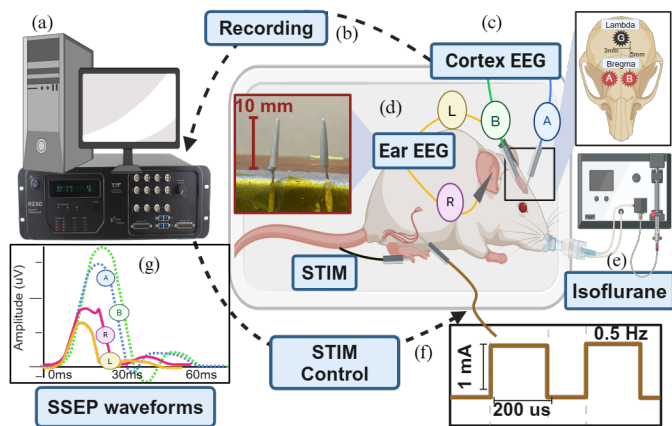 (a)
Recording
(b)
(c)
Cortex EEG
Lambda
G
3mm
5mm
Bregma
A
B
10 mm
(d)
L
B
A
Ear EEG
R
RZ5D
(g)
Amplitude (uV)
A
B
R
L
0ms
30ms
60ms
SSEP waveforms
STIM
STIM
Control
(e)
Isoflurane
(f)
0.5 Hz
1 mA
200 us